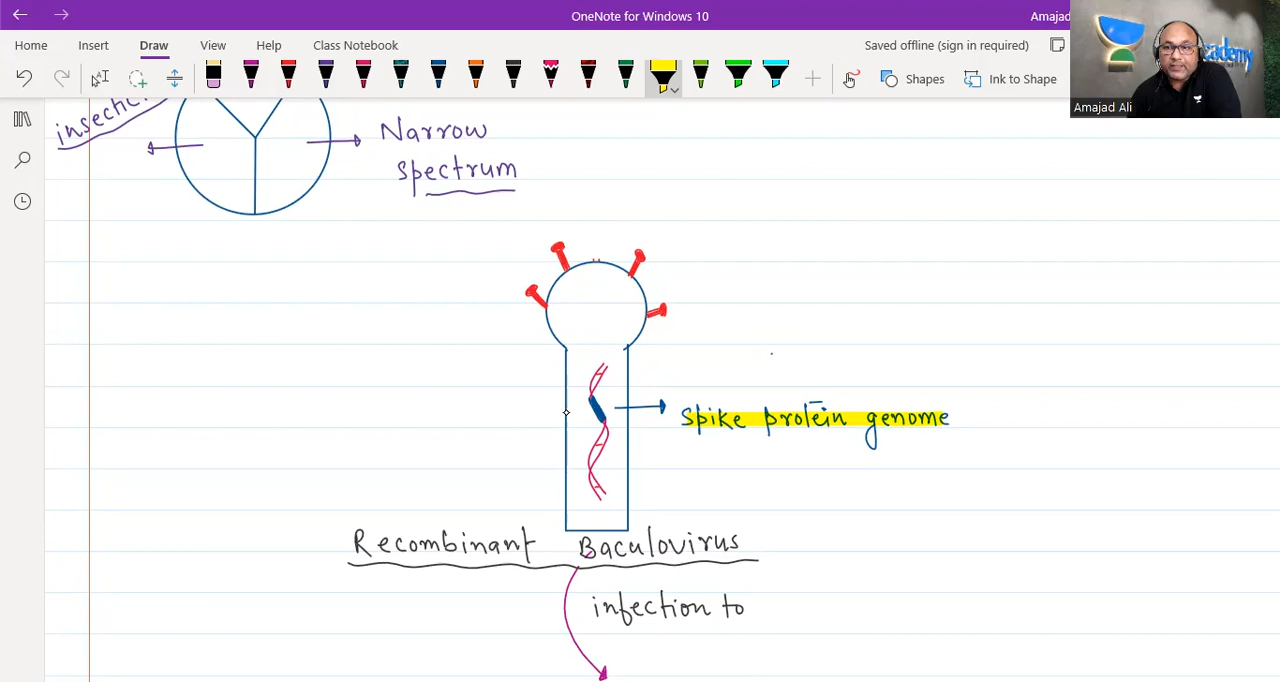 OneNote for Windows 10
Amajad
Home Insert Draw View Help Class Notebook
Saved offline (sign in required)
Shapes Ink to Shape
Amajad Ali
Narrow
spectrum
Spike protein genome
Recombinant Baculovirus
infection to